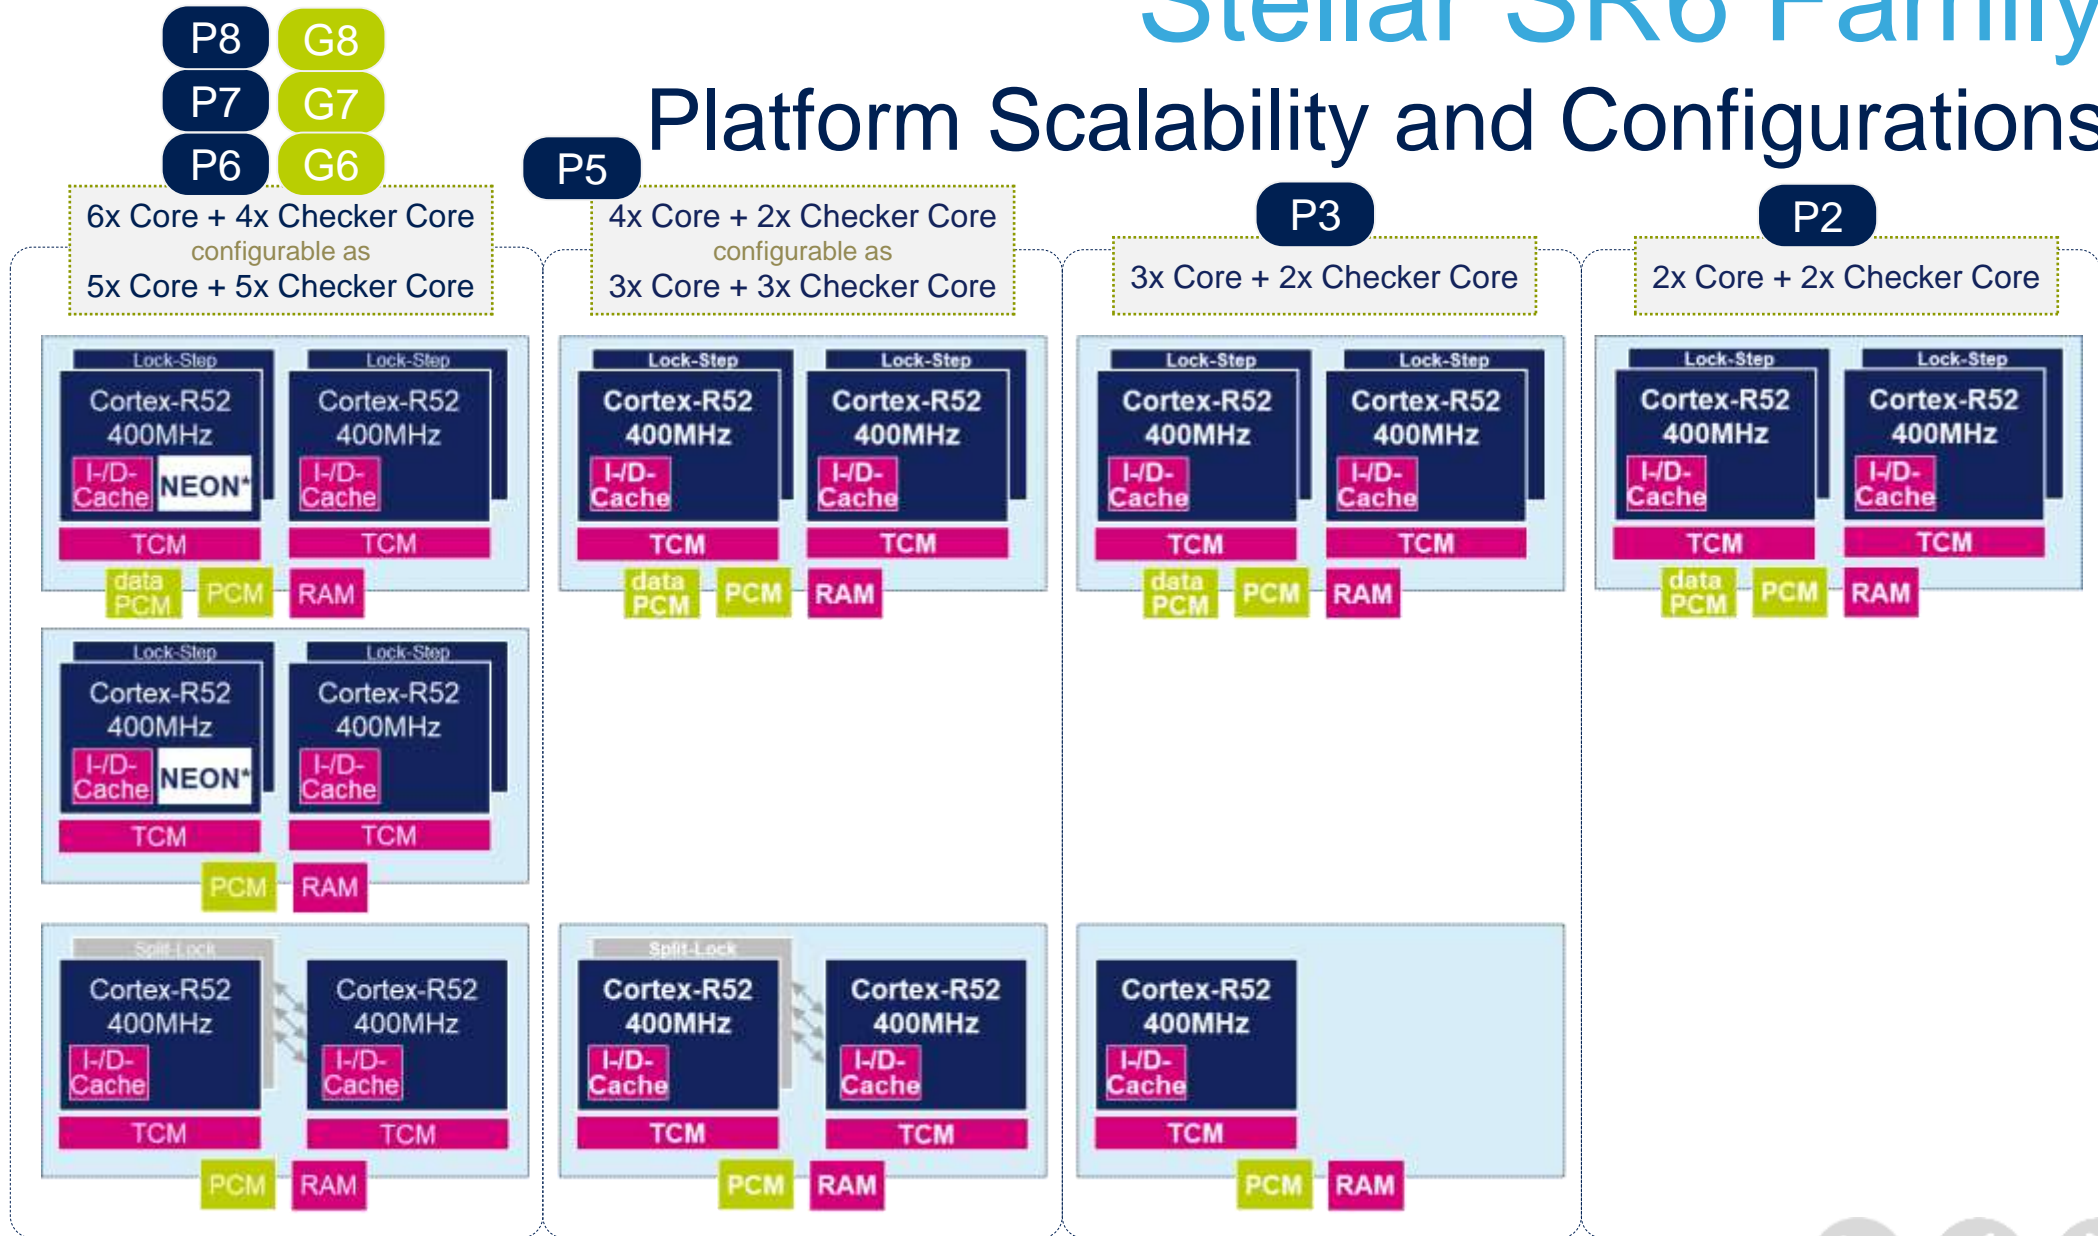 Stellar SR6 Family
Platform Scalability and Configurations
P8 G8
P7 G7
P6 G6
6x Core + 4x Checker Core
configurable as
5x Core + 5x Checker Core
Lock-Step
Cortex-R52
400MHz
I-/D-
Cache
NEON*
TCM
Lock-Step
Cortex-R52
400MHz
I-/D-
Cache
TCM
data
PCM
PCM
RAM
Lock-Step
Cortex-R52
400MHz
I-/D-
Cache
NEON*
TCM
Lock-Step
Cortex-R52
400MHz
I-/D-
Cache
TCM
PCM
RAM
Split-Lock
Cortex-R52
400MHz
I-/D-
Cache
TCM
Cortex-R52
400MHz
I-/D-
Cache
TCM
PCM
RAM
P5
4x Core + 2x Checker Core
configurable as
3x Core + 3x Checker Core
Lock-Step
Cortex-R52
400MHz
I-/D-
Cache
TCM
Lock-Step
Cortex-R52
400MHz
I-/D-
Cache
TCM
data
PCM
PCM
RAM
Split-Lock
Cortex-R52
400MHz
I-/D-
Cache
TCM
Cortex-R52
400MHz
I-/D-
Cache
TCM
PCM
RAM
P3
3x Core + 2x Checker Core
Lock-Step
Cortex-R52
400MHz
I-/D-
Cache
TCM
Lock-Step
Cortex-R52
400MHz
I-/D-
Cache
TCM
data
PCM
PCM
RAM
Cortex-R52
400MHz
I-/D-
Cache
TCM
PCM
RAM
P2
2x Core + 2x Checker Core
Lock-Step
Cortex-R52
400MHz
I-/D-
Cache
TCM
Lock-Step
Cortex-R52
400MHz
I-/D-
Cache
TCM
data
PCM
PCM
RAM